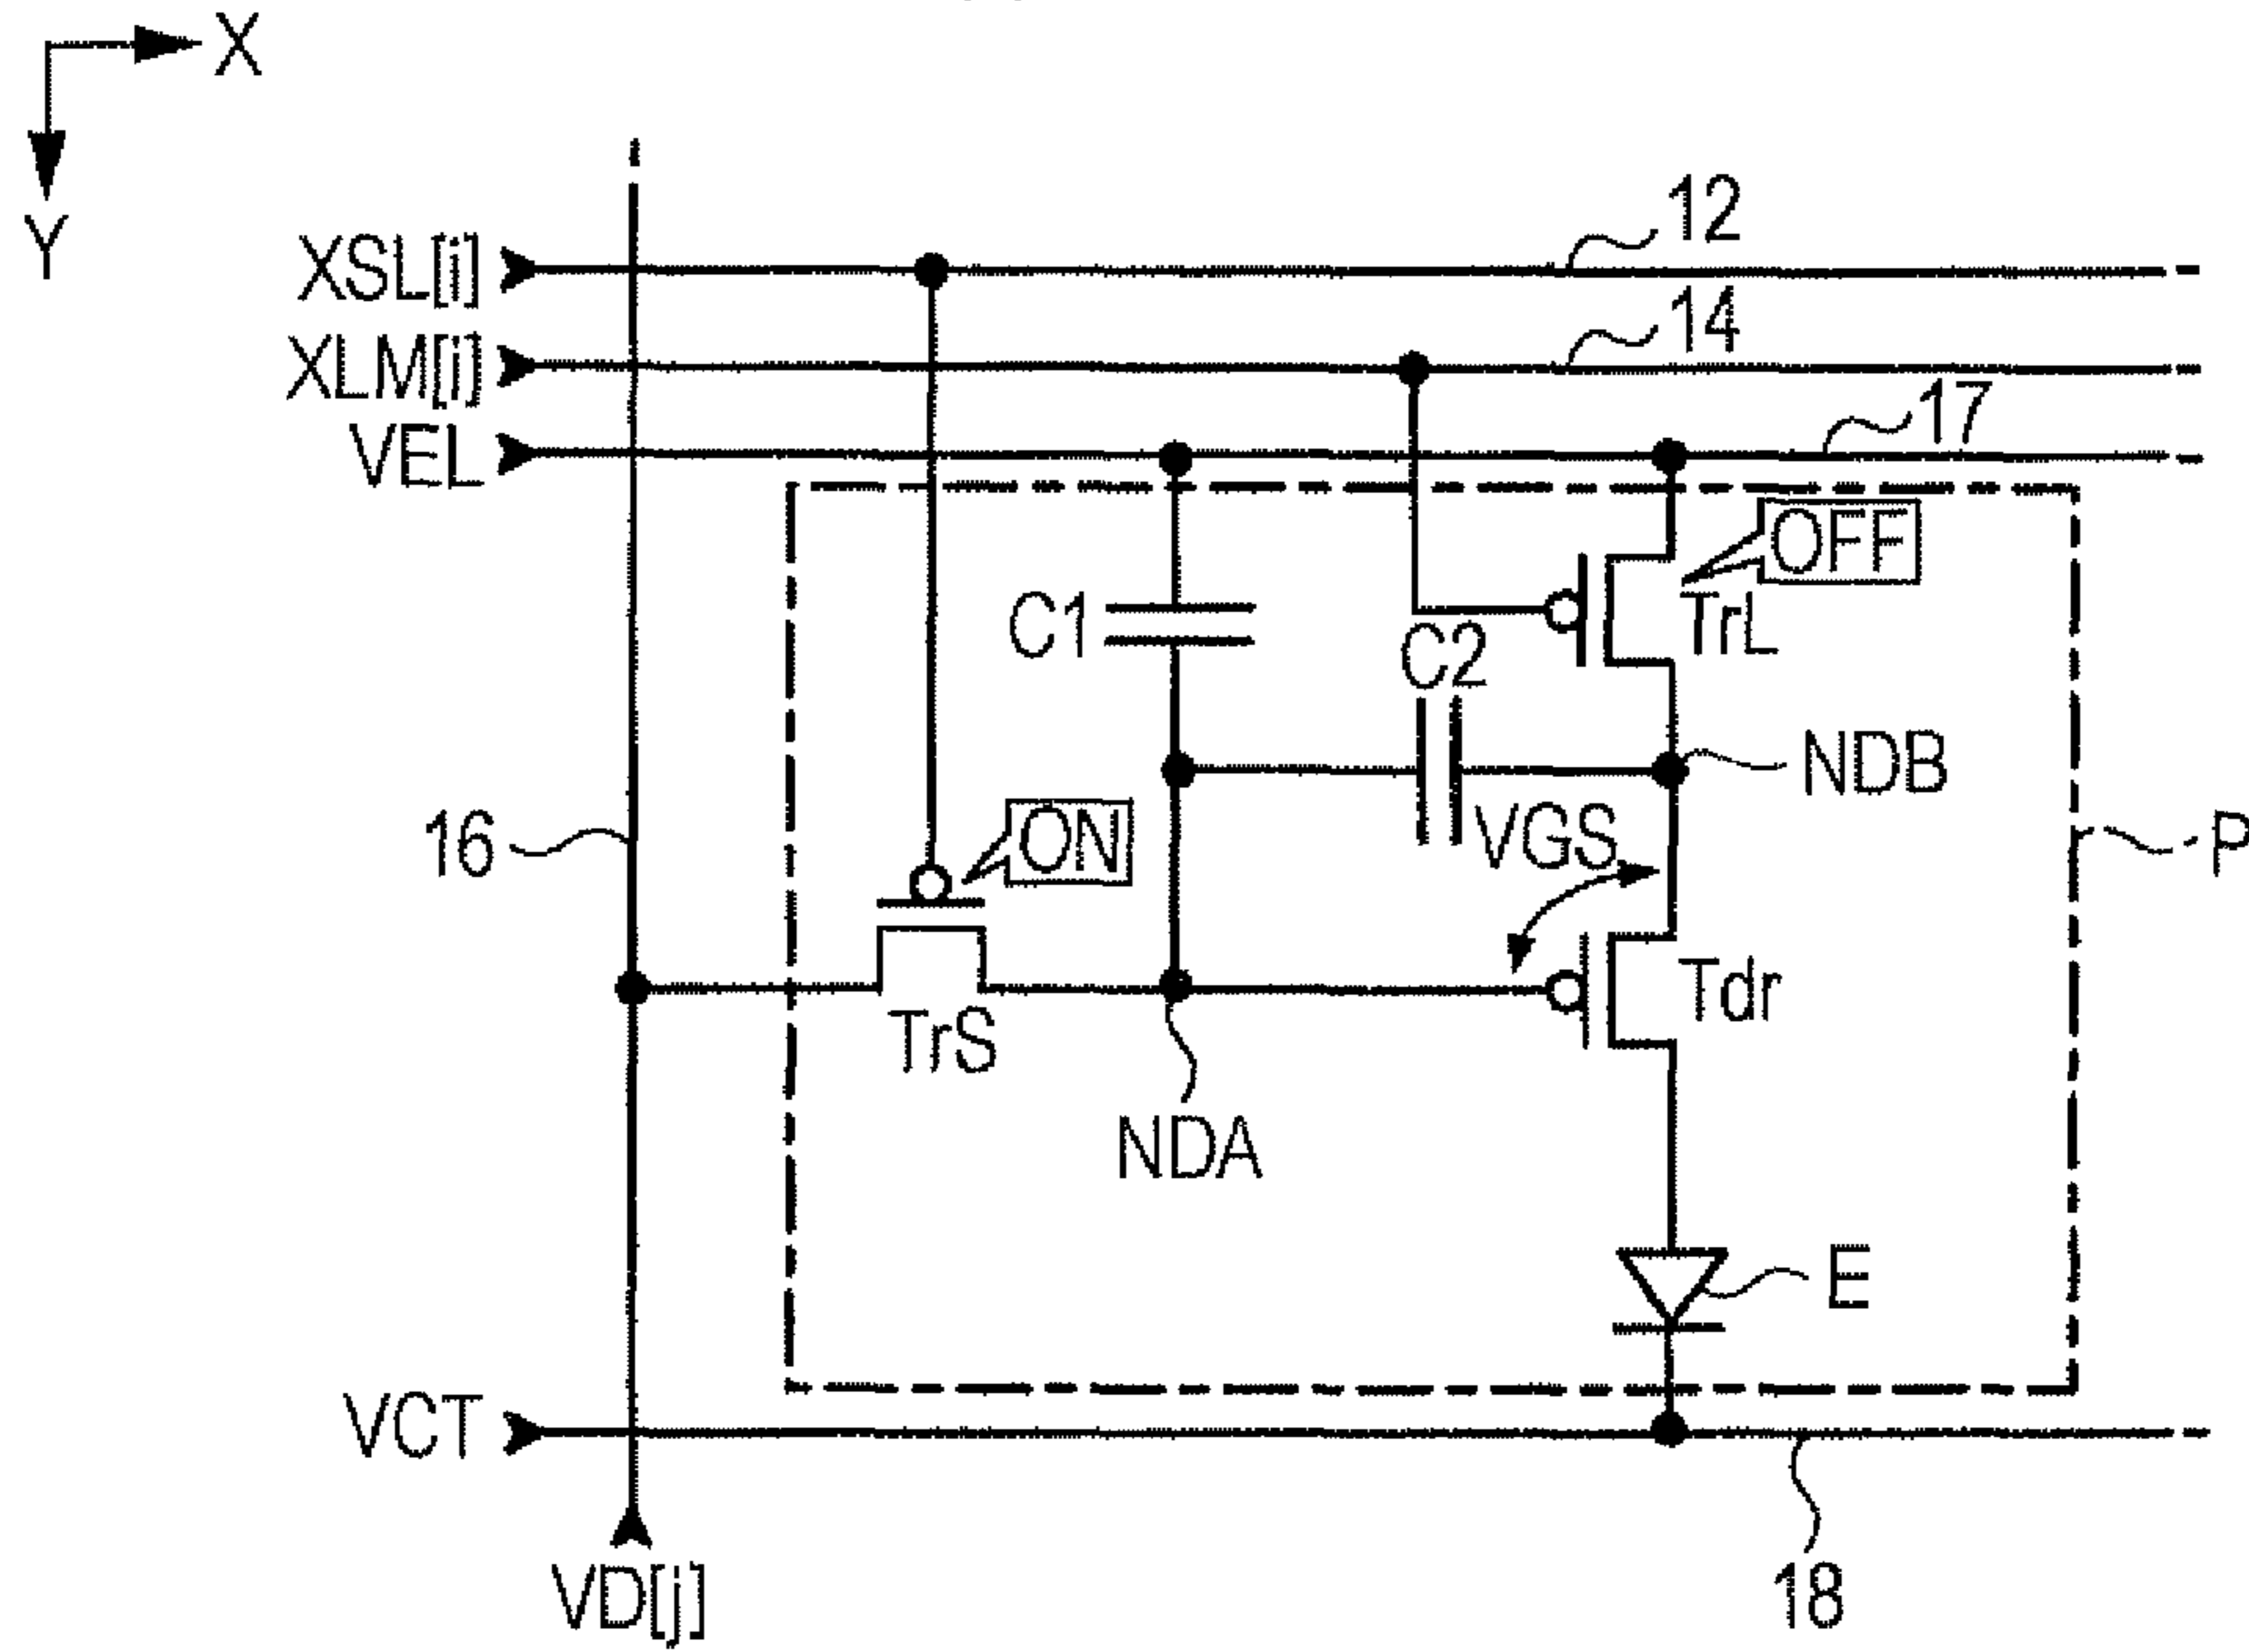 X
Y
12
XSL[i]
14
XLM[i]
17
VEL
OFF
C1
TrL
C2
NDB
16
ON
VGS
P
Tdr
TrS
NDA
E
VCT
18
VD[j]